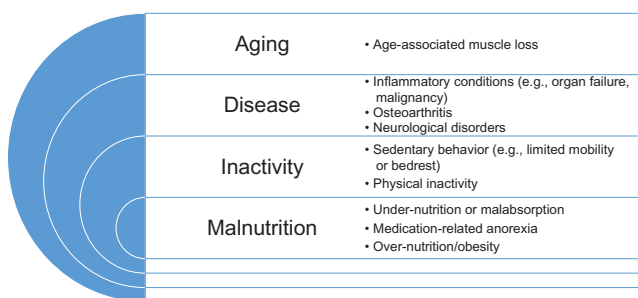 Aging
• Age-associated muscle loss
Disease
• Inflammatory conditions (e.g., organ failure,
malignancy)
• Osteoarthritis
• Neurological disorders
Inactivity
• Sedentary behavior (e.g., limited mobility
or bedrest)
• Physical inactivity
Malnutrition
• Under-nutrition or malabsorption
• Medication-related anorexia
• Over-nutrition/obesity